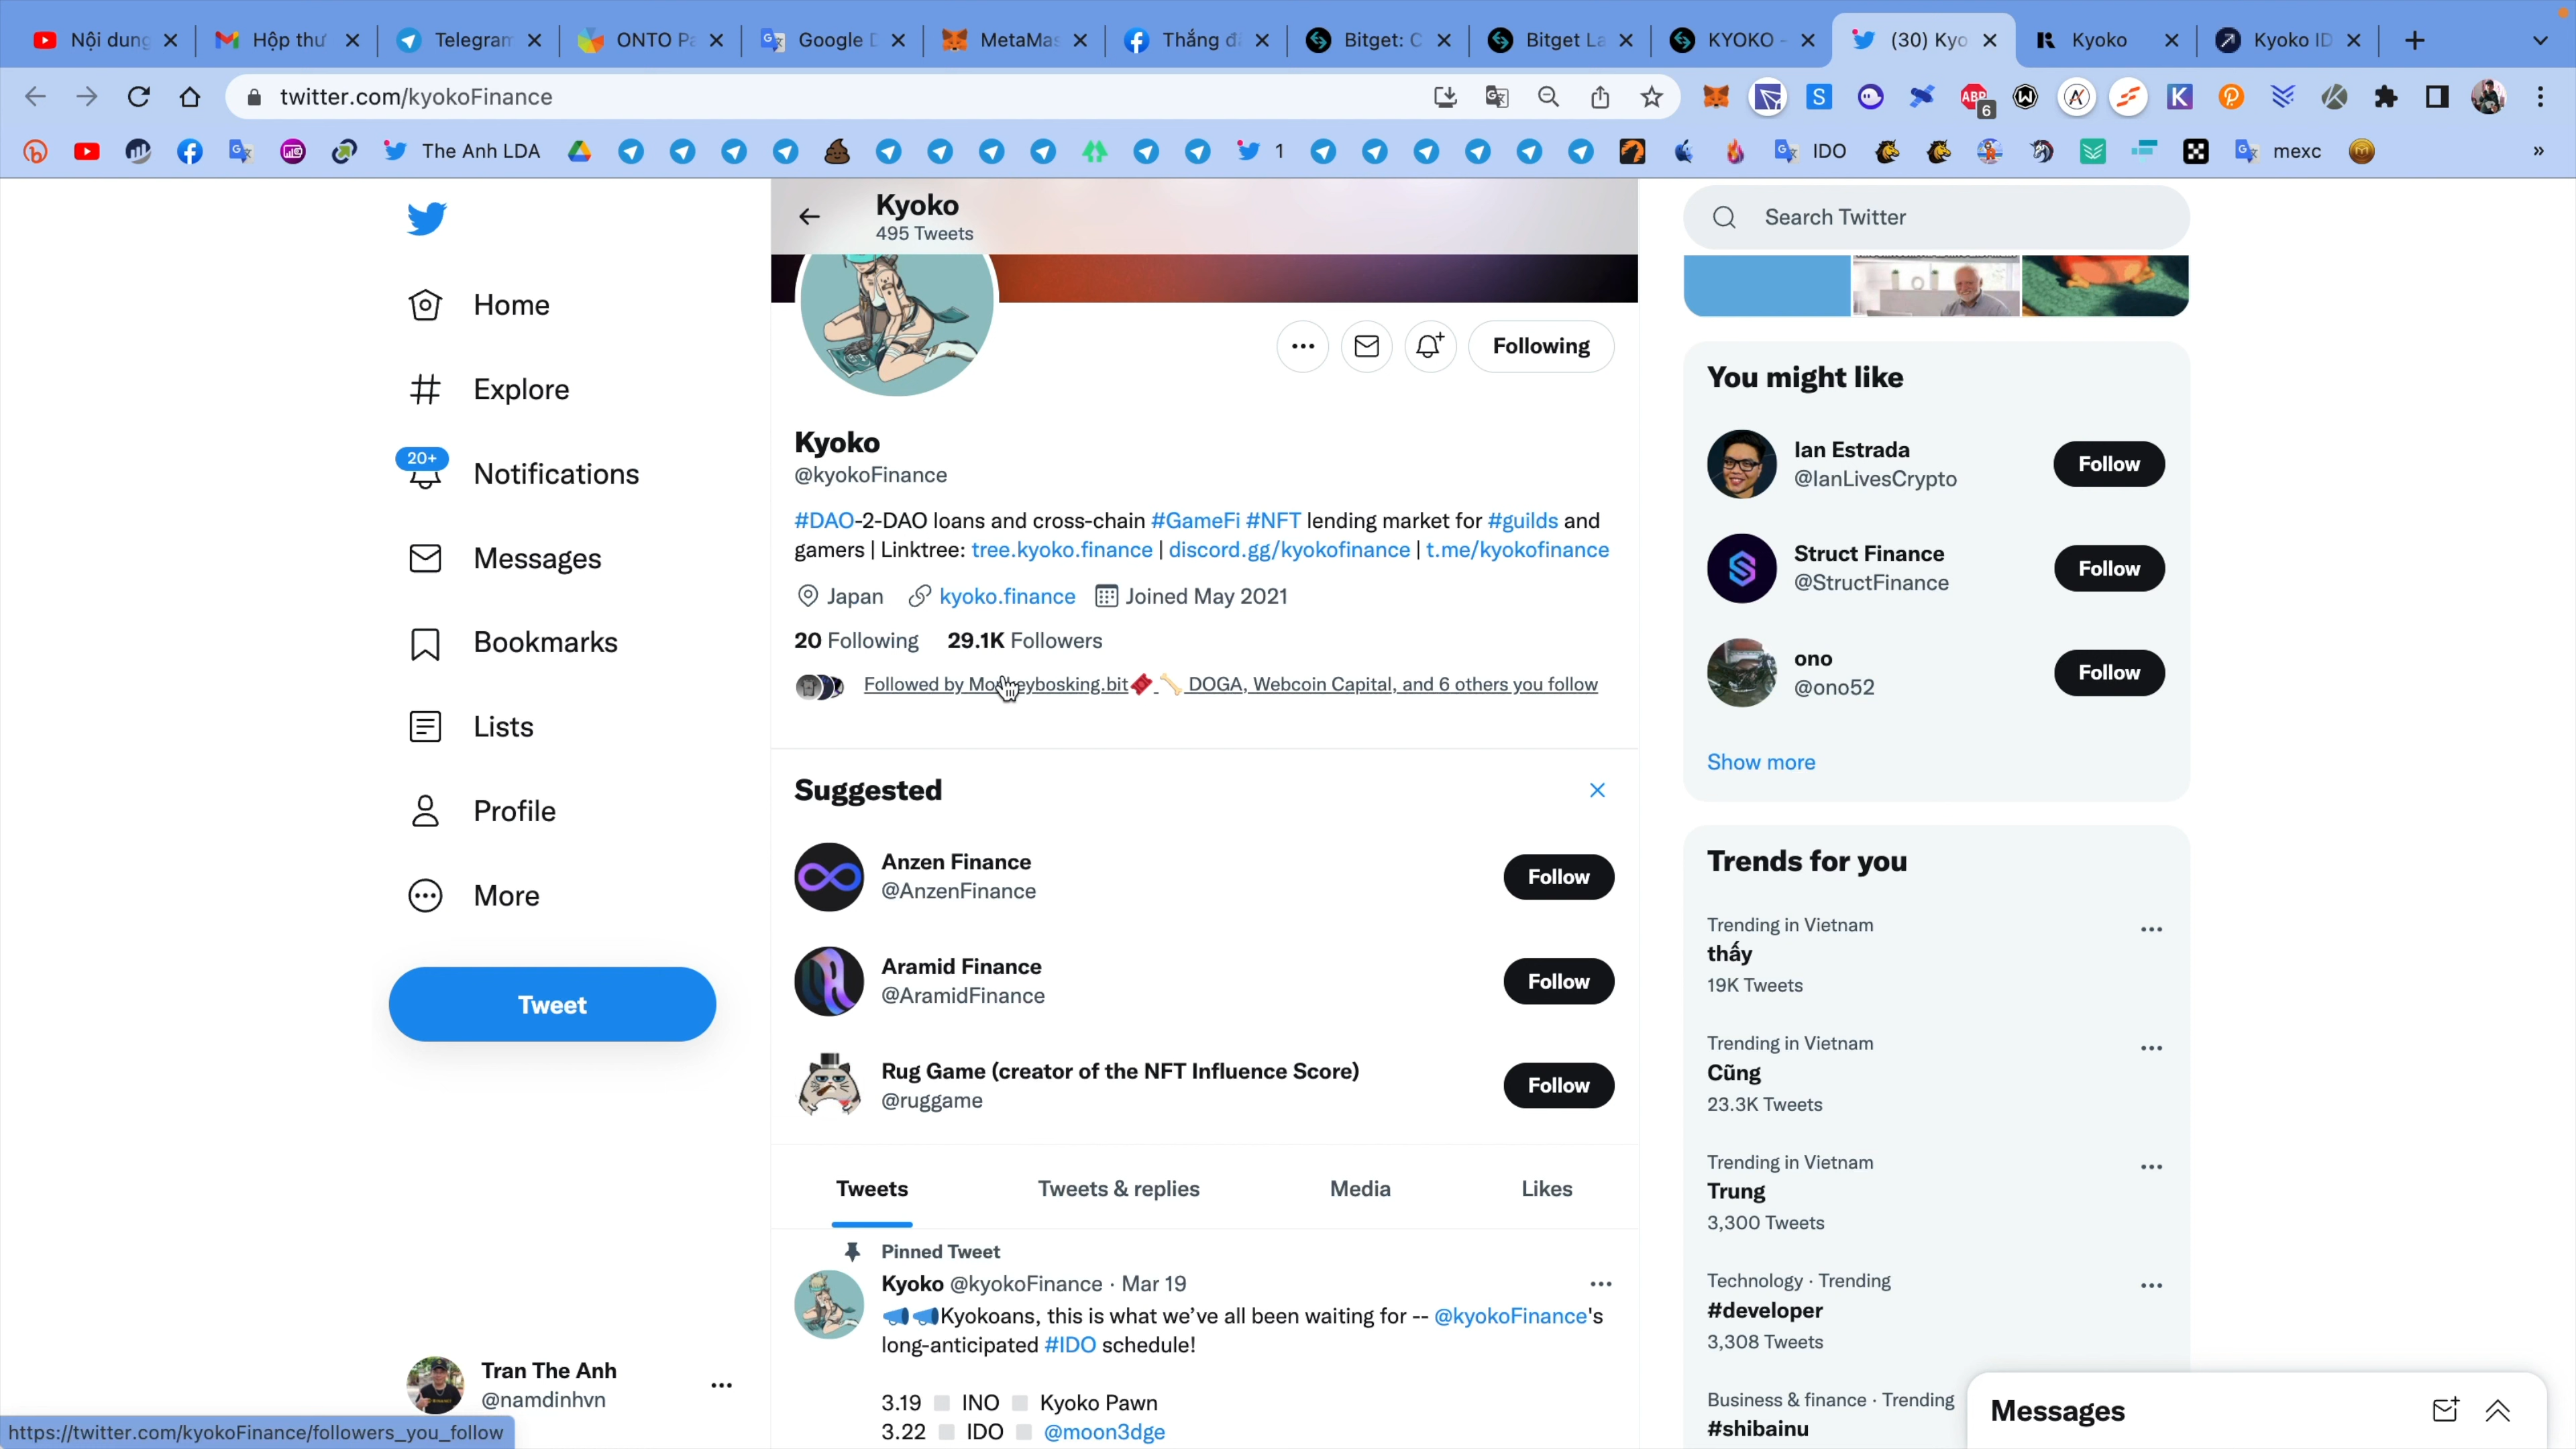 Nội dung
Hộp thư
Telegram
ONTO Pa
Google D
MetaMas
Thắng đ
Bitget: C
Bitget La
KYOKO -
(30) Kyo
Kyoko
Kyoko ID
twitter.com/kyokoFinance
ABP
6
The Anh LDA
1
IDO
mexc
»
Kyoko
495 Tweets
Search Twitter
Home
Explore
20+
Notifications
Messages
Bookmarks
Lists
Profile
More
Tweet
Tran The Anh
@namdinhvn
https://twitter.com/kyokoFinance/followers_you_follow
Following
Kyoko
@kyokoFinance
#DAO-2-DAO loans and cross-chain #GameFi #NFT lending market for #guilds and
gamers | Linktree: tree.kyoko.finance | discord.gg/kyokofinance | t.me/kyokofinance
Japan kyoko.finance Joined May 2021
20 Following 29.1K Followers
Followed by Mo eybosking.bit DOGA, Webcoin Capital, and 6 others you follow
Suggested
Anzen Finance
@AnzenFinance
Follow
Aramid Finance
@AramidFinance
Follow
Rug Game (creator of the NFT Influence Score)
@ruggame
Follow
Tweets
Tweets & replies
Media
Likes
Pinned Tweet
Kyoko @kyokoFinance · Mar 19
Kyokoans, this is what we've all been waiting for -- @kyokoFinance's
long-anticipated #IDO schedule!
3.19 INO Kyoko Pawn
3.22 IDO @moon3dge
You might like
Ian Estrada
@IanLivesCrypto
Follow
Struct Finance
@StructFinance
Follow
ono
@ono52
Follow
Show more
Trends for you
Trending in Vietnam
thấy
19K Tweets
Trending in Vietnam
Cũng
23.3K Tweets
Trending in Vietnam
Trung
3,300 Tweets
Technology · Trending
#developer
3,308 Tweets
Business & finance · Trending
#shibainu
Messages